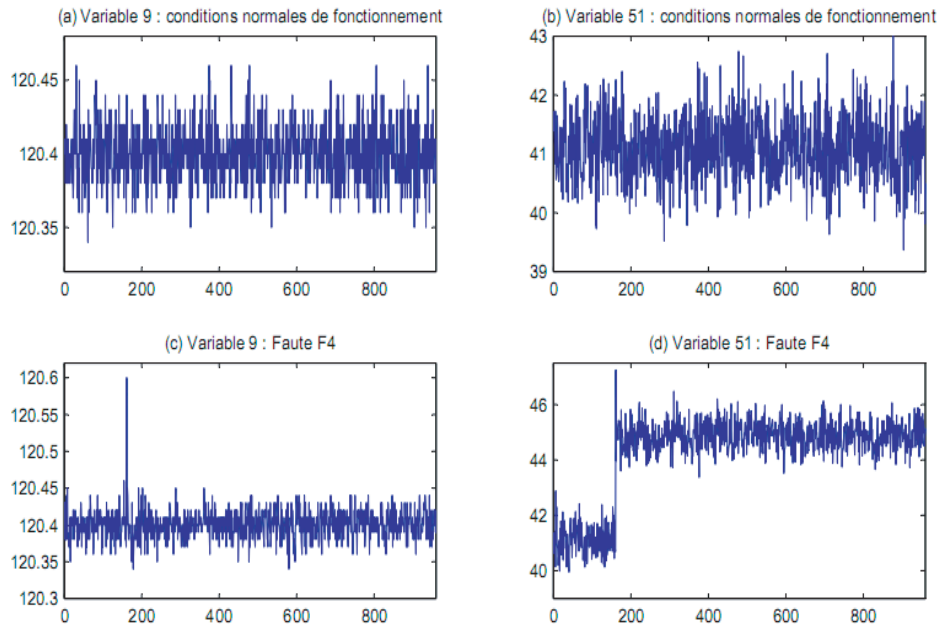 (a) Variable 9 : conditions normales de fonctionnement
120.45
120.4
120.35
0 200 400 600 800
(b) Variable 51 : conditions normales de fonctionnement
43
42
41
40
39
0 200 400 600 800
(c) Variable 9 : Faute F4
120.6
120.55
120.5
120.45
120.4
120.35
120.3
0 200 400 600 800
(d) Variable 51 : Faute F4
46
44
42
40
0 200 400 600 800